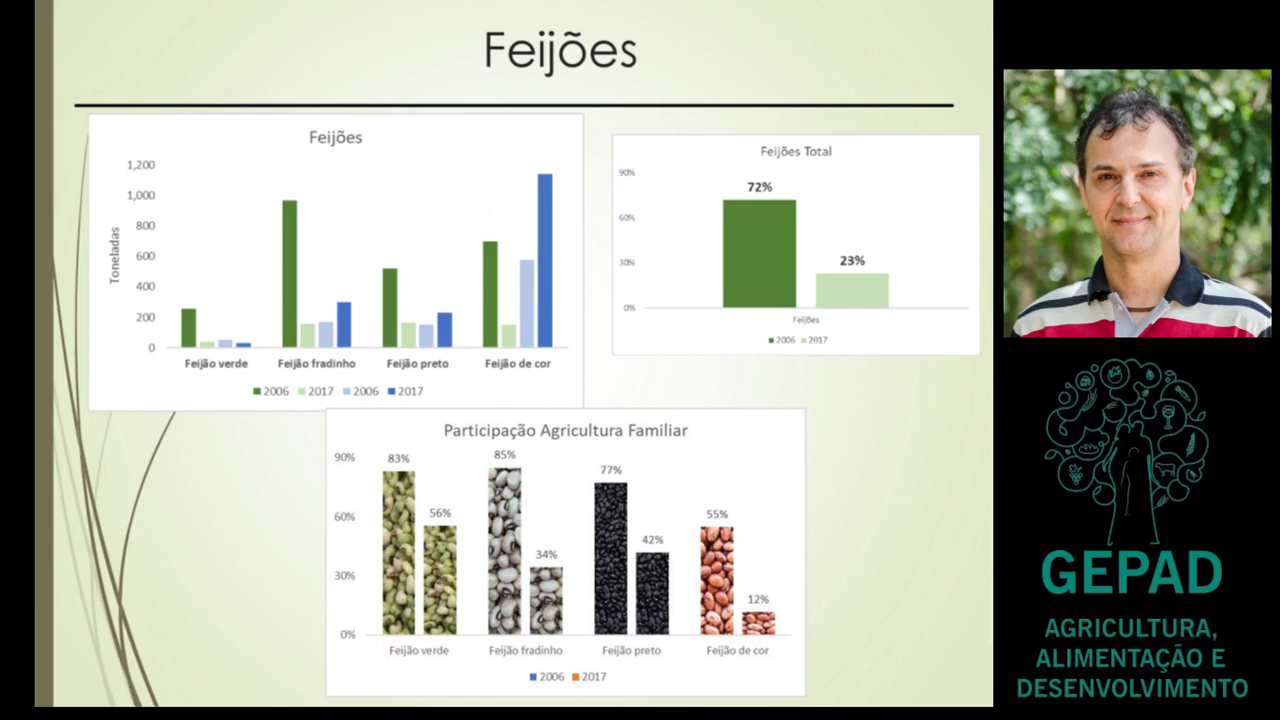 Feijões
Feijões
1,200
1,000
800
600
400
200
0
Toneladas
Feijão verde Feijão fradinho Feijão preto Feijão de cor
2006 2017 2006 2017
Feijões Total
90%
60%
30%
0%
72%
23%
Feijões
2006 2017
Participação Agricultura Familiar
90%
60%
30%
0%
83% 56% 85% 34% 77% 42% 55% 12%
Feijão verde Feijão fradinho Feijão preto Feijão de cor
2006 2017
GEPAD
AGRICULTURA,
ALIMENTAÇÃO E
DESENVOLVIMENTO